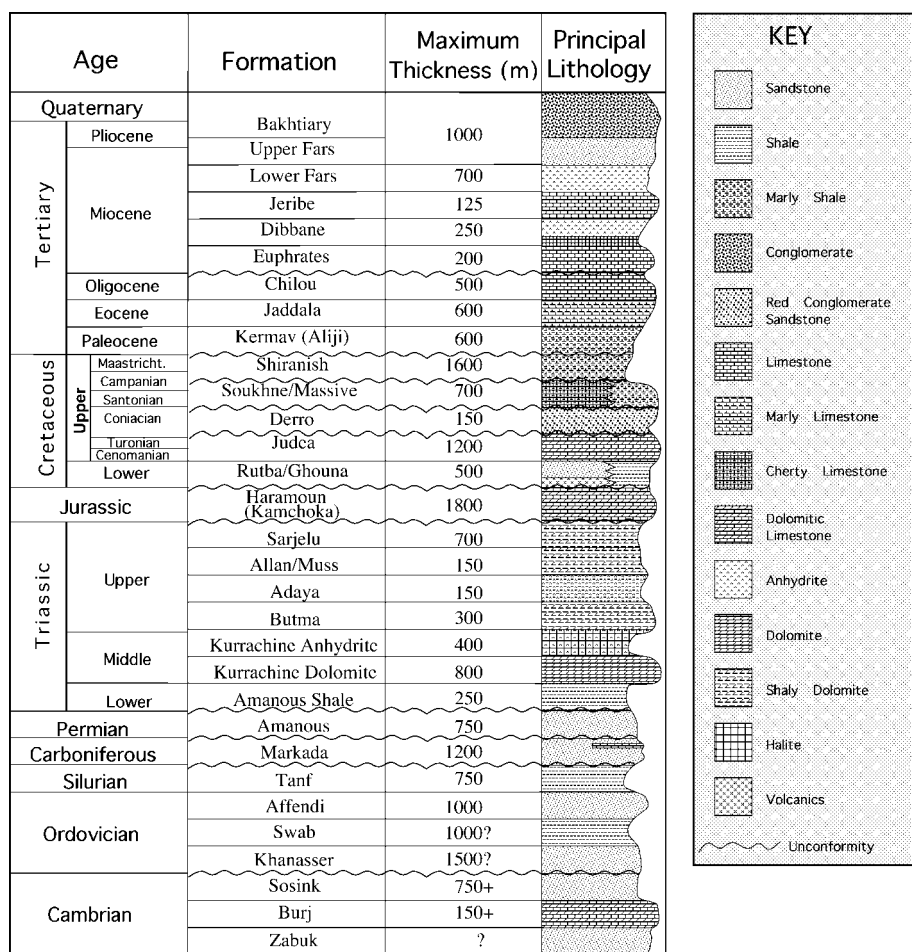 Age Formation Maximum Thickness (m) Principal Lithology
Quaternary
Tertiary
Pliocene
Bakhtiary 1000
Upper Fars
Miocene
Lower Fars 700
Jeribe 125
Dibbane 250
Euphrates 200
Oligocene Chilou 500
Eocene Jaddala 600
Paleocene Kermav (Aliji) 600
Cretaceous
Upper
Maastricht. Shiranish 1600
Campanian
Santonian Soukhne/Massive 700
Coniacian Derro 150
Turonian Judea 1200
Cenomanian
Lower Rutba/Ghouna 500
Jurassic Haramoun (Kamchoka) 1800
Triassic
Upper
Sarjelu 700
Allan/Muss 150
Adaya 150
Butma 300
Middle
Kurrachine Anhydrite 400
Kurrachine Dolomite 800
Lower Amanous Shale 250
Permian Amanous 750
Carboniferous Markada 1200
Silurian Tanf 750
Ordovician
Affendi 1000
Swab 1000?
Khanasser 1500?
Cambrian
Sosink 750+
Burj 150+
Zabuk ?
KEY
Sandstone
Shale
Marly Shale
Conglomerate
Red Conglomerate
Sandstone
Limestone
Marly Limestone
Cherty Limestone
Dolomitic
Limestone
Anhydrite
Dolomite
Shaly Dolomite
Halite
Volcanics
Unconformity